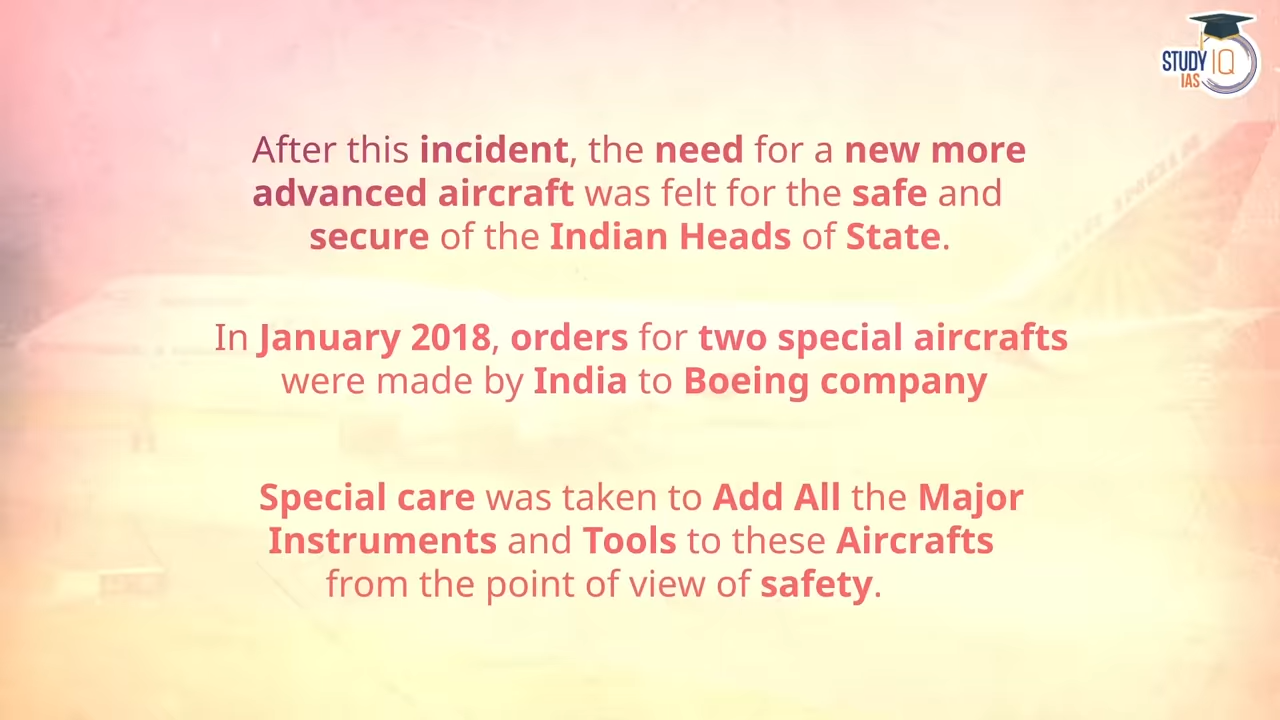 STUDY IQ
IAS
After this incident, the need for a new more
advanced aircraft was felt for the safe and
secure of the Indian Heads of State.
In January 2018, orders for two special aircrafts
were made by India to Boeing company
Special care was taken to Add All the Major
Instruments and Tools to these Aircrafts
from the point of view of safety.